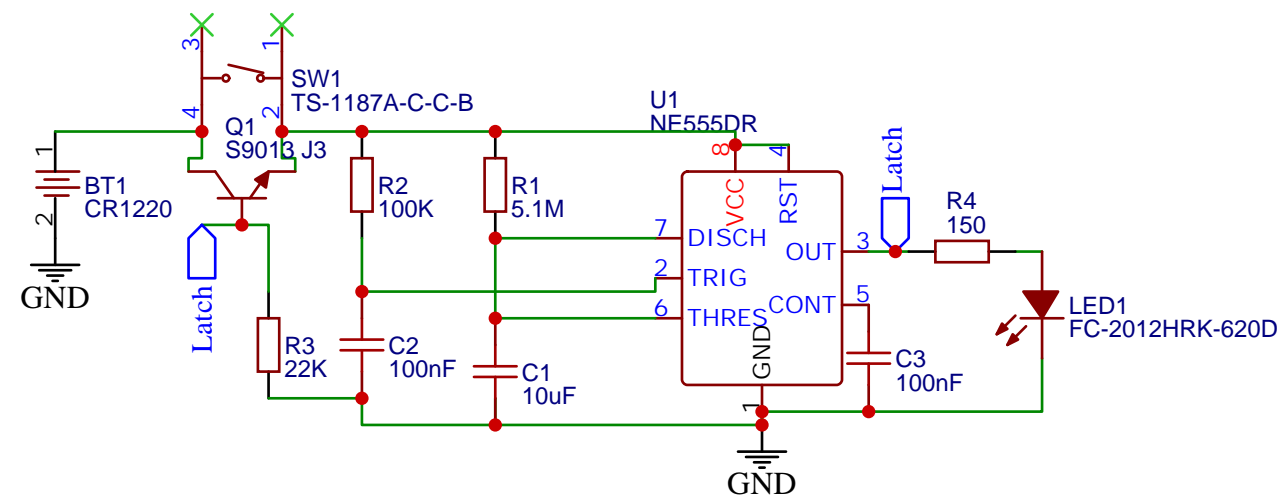 3
1
SW1
TS-1187A-C-C-B
4
2
Q1
S9013 J3
1
BT1
CR1220
2
GND
Latch
R3
22K
R2
100K
C2
100nF
R1
5.1M
C1
10uF
U1
NE555DR
8
4
VCC
RST
7
DISCH
2
TRIG
6
THRES
OUT
3
CONT
5
GND
1
GND
Latch
R4
150
C3
100nF
LED1
FC-2012HRK-620D